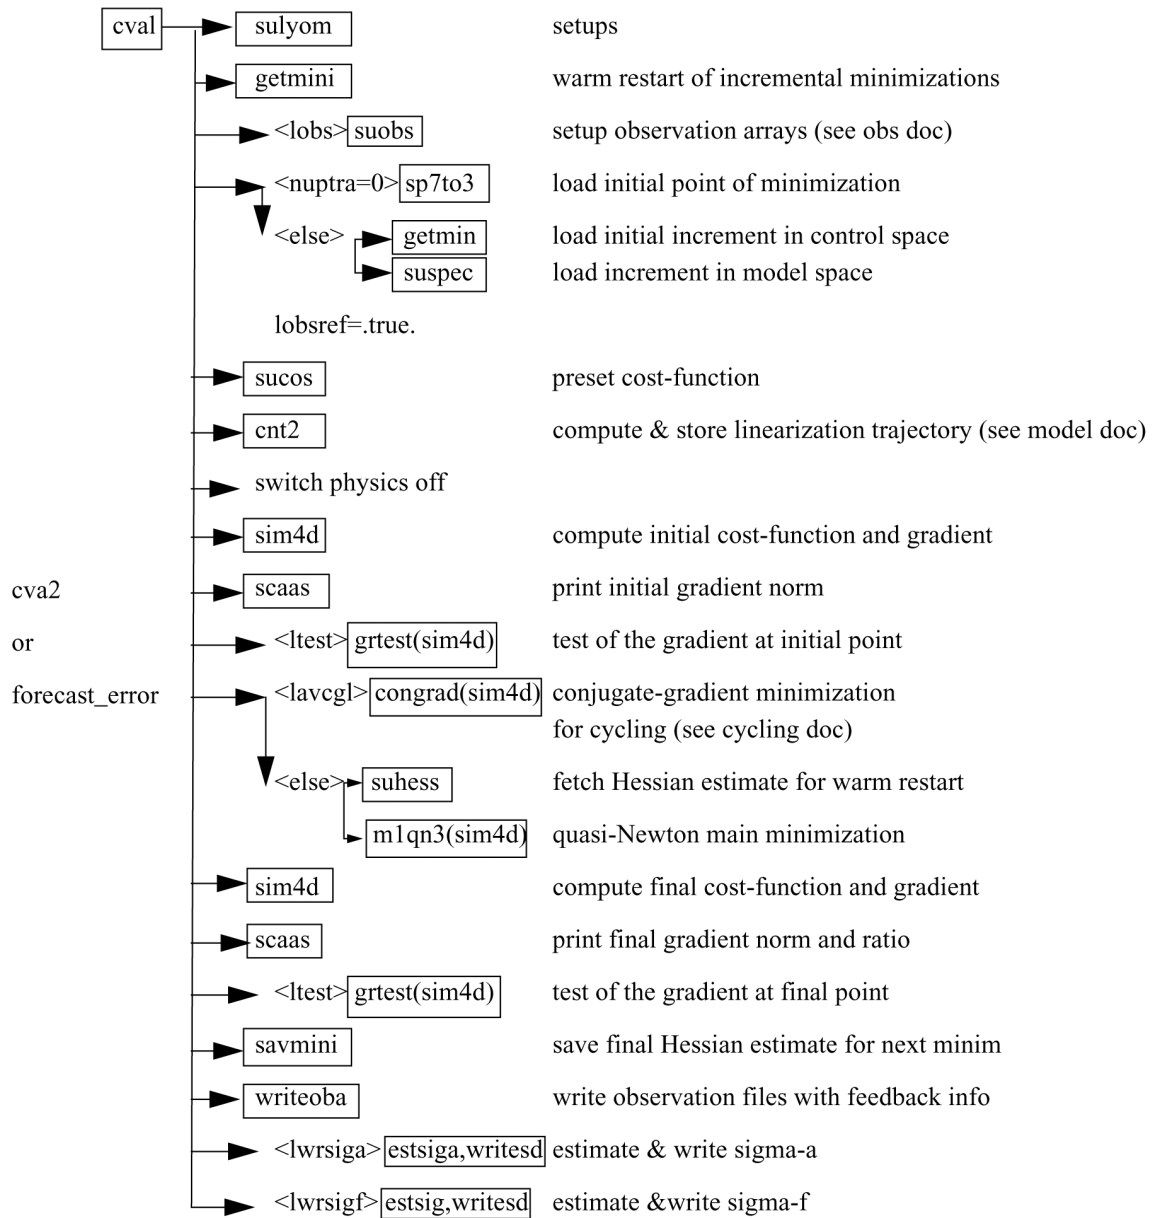 cval sulyom setups
getmini warm restart of incremental minimizations
<lobs> suobs setup observation arrays (see obs doc)
<nuptra=0> sp7to3 load initial point of minimization
<else> getmin load initial increment in control space
suspec load increment in model space
lobsref=.true.
sucos preset cost-function
cnt2 compute & store linearization trajectory (see model doc)
switch physics off
sim4d compute initial cost-function and gradient
cva2 scaas print initial gradient norm
or <ltest> grtest(sim4d) test of the gradient at initial point
forecast_error <lavcgl> congrad(sim4d) conjugate-gradient minimization
for cycling (see cycling doc)
<else> suhess fetch Hessian estimate for warm restart
m1qn3(sim4d) quasi-Newton main minimization
sim4d compute final cost-function and gradient
scaas print final gradient norm and ratio
<ltest> grtest(sim4d) test of the gradient at final point
savmini save final Hessian estimate for next minim
writeoba write observation files with feedback info
<lwrsiga> estsiga,writesd estimate & write sigma-a
<lwrsigf> estsig,writesd estimate &write sigma-f